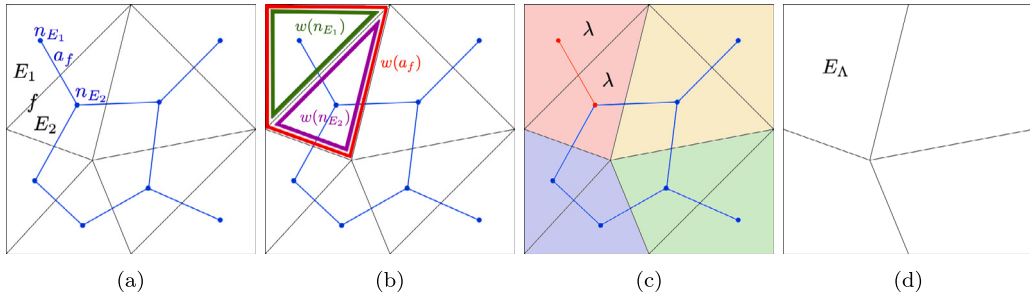 n_{E_1}
a_f
E_1
n_{E_2}
f
E_2
w(n_{E_1})
w(a_f)
w(n_{E_2})
λ
λ
E_Λ
(a) (b) (c) (d)